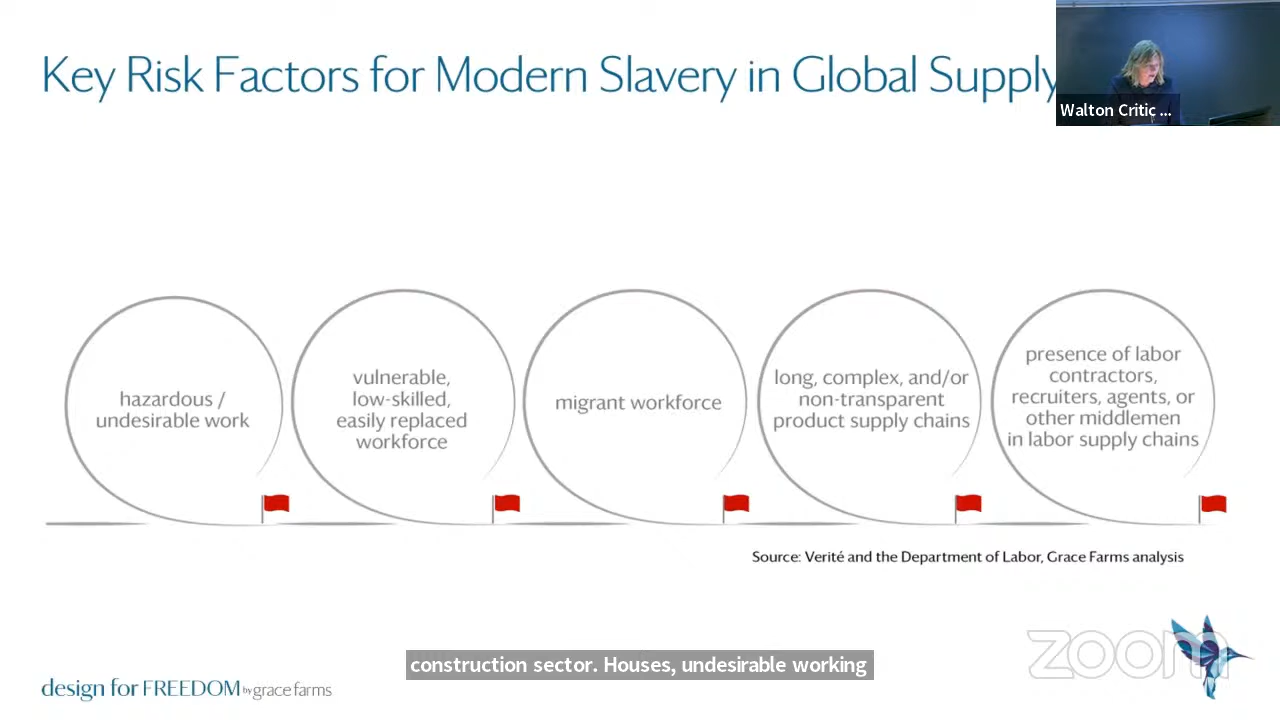 Key Risk Factors for Modern Slavery in Global Supply
Walton Critic ...
hazardous /
undesirable work
vulnerable,
low-skilled,
easily replaced
workforce
migrant workforce
long, complex, and/or
non-transparent
product supply chains
presence of labor
contractors,
recruiters, agents, or
other middlemen
in labor supply chains
Source: Verité and the Department of Labor, Grace Farms analysis
construction sector. Houses, undesirable working
zoom
design for FREEDOM by grace farms